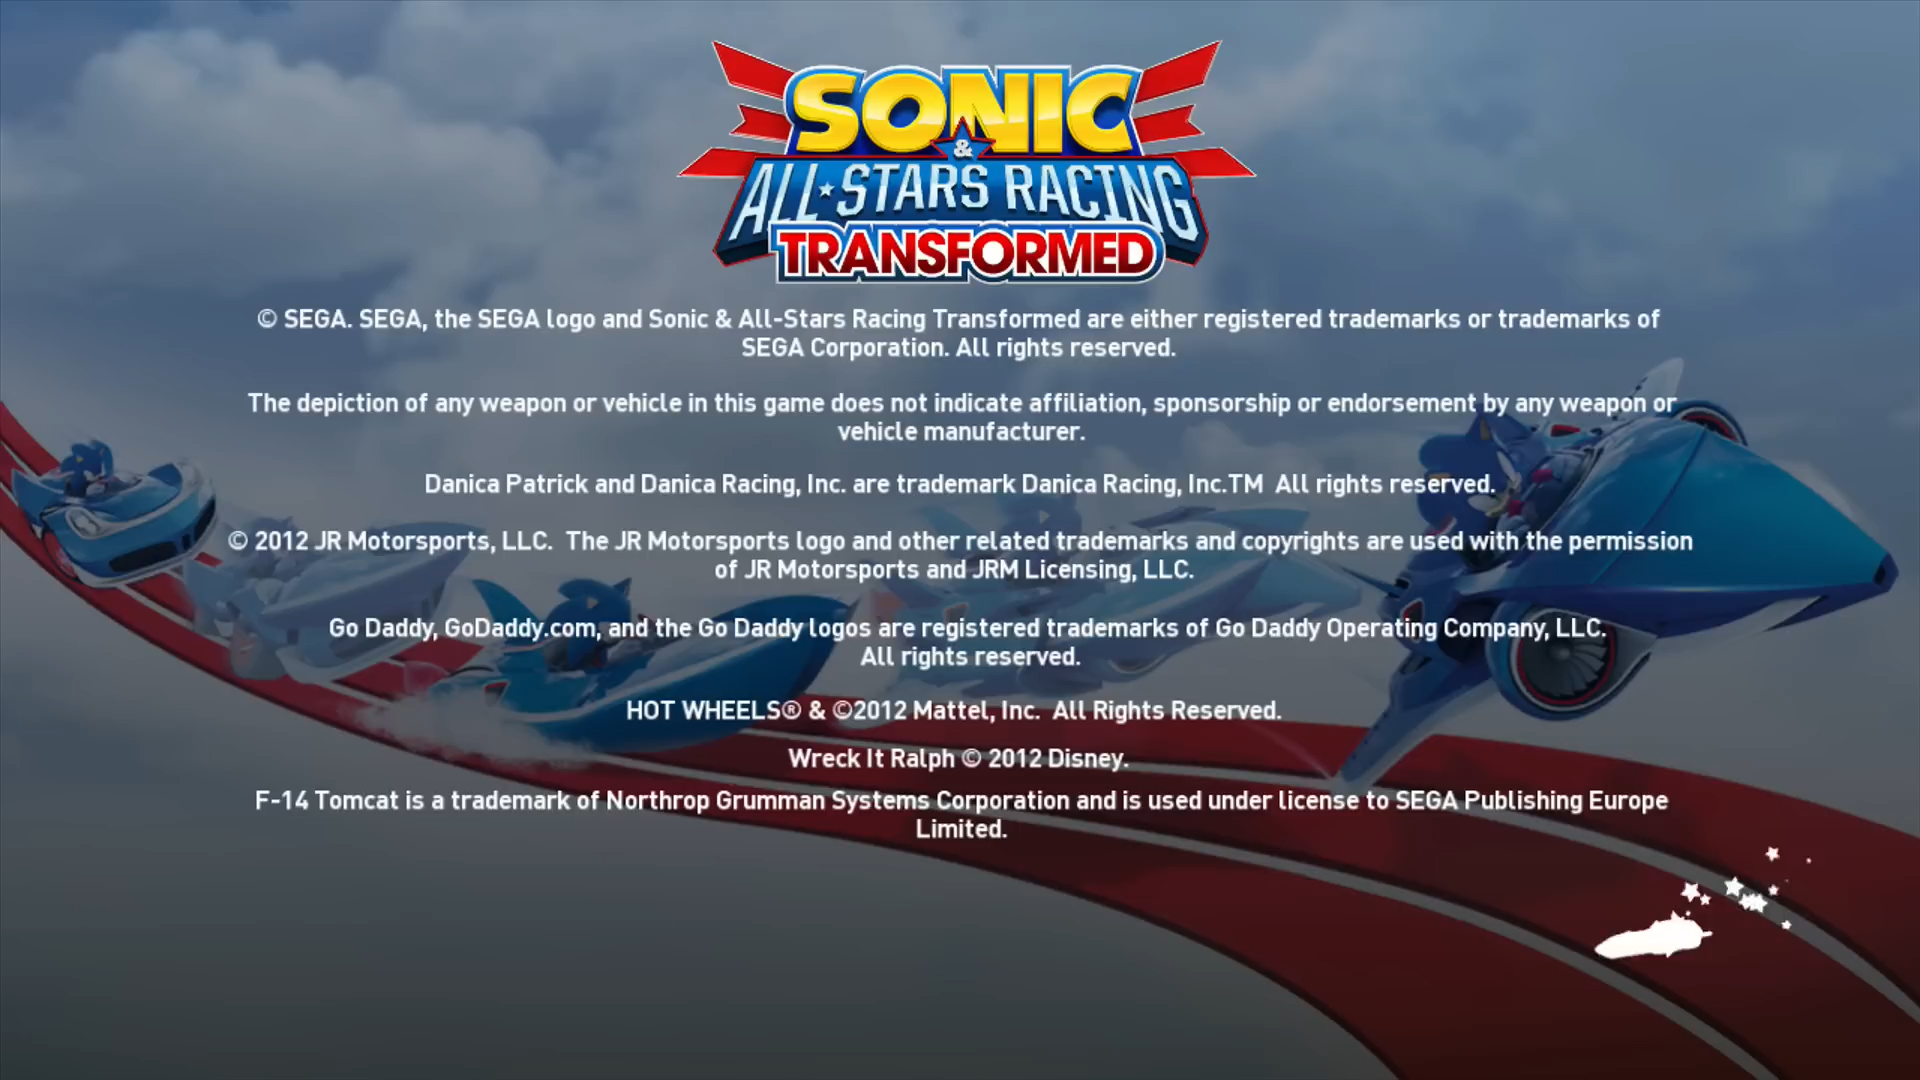 SONIC
&
ALL★STARS RACING
TRANSFORMED
© SEGA. SEGA, the SEGA logo and Sonic & All-Stars Racing Transformed are either registered trademarks or trademarks of
SEGA Corporation. All rights reserved.
The depiction of any weapon or vehicle in this game does not indicate affiliation, sponsorship or endorsement by any weapon or
vehicle manufacturer.
Danica Patrick and Danica Racing, Inc. are trademark Danica Racing, Inc.TM  All rights reserved.
© 2012 JR Motorsports, LLC.  The JR Motorsports logo and other related trademarks and copyrights are used with the permission
of JR Motorsports and JRM Licensing, LLC.
Go Daddy, GoDaddy.com, and the Go Daddy logos are registered trademarks of Go Daddy Operating Company, LLC.
All rights reserved.
HOT WHEELS® & ©2012 Mattel, Inc.  All Rights Reserved.
Wreck It Ralph © 2012 Disney.
F-14 Tomcat is a trademark of Northrop Grumman Systems Corporation and is used under license to SEGA Publishing Europe
Limited.